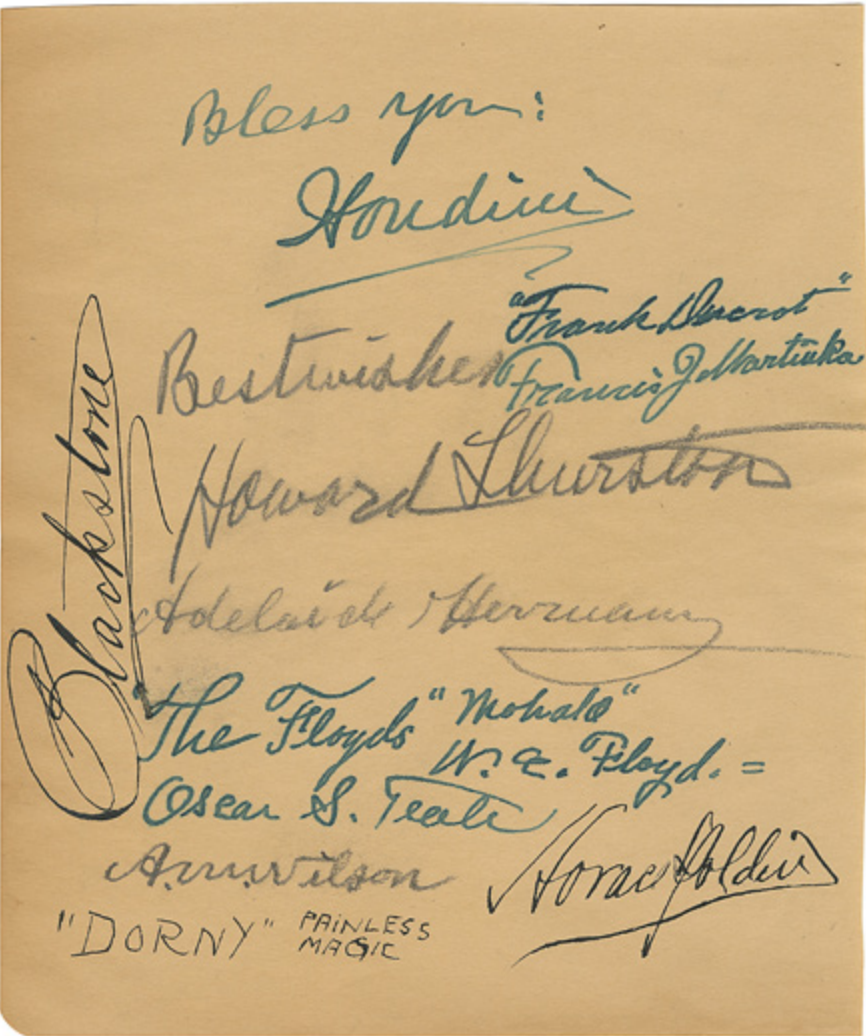 Bless you:
Houdini
"Frank Ducrot"
Francis J Martinka
Best wishes
Howard Thurston
Blackstone
Adelaide Herrmann
"The Floyds" "Mohala"
W. E. Floyd. =
Oscar S. Teale
A.M. Wilson
Horace Goldin
"DORNY" PAINLESS
MAGIC